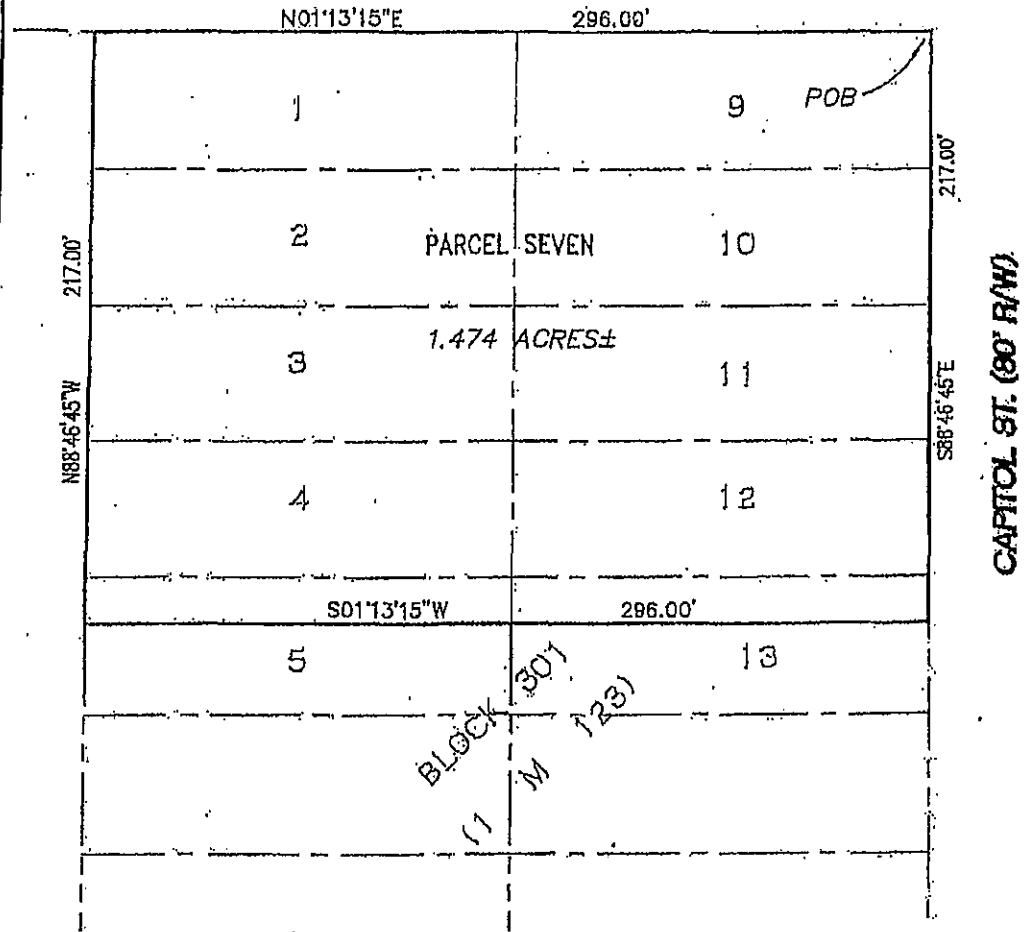 N01°13'15"E 296.00'
1 9 POB
217.00'
2 PARCEL SEVEN 10
217.00'
1.474 ACRES±
3 11
N88°46'45"W
S88°46'45"E
CAPITOL ST. (80' R/W)
4 12
S01°13'15"W 296.00'
5 13
BLOCK 301
(1 M 123)